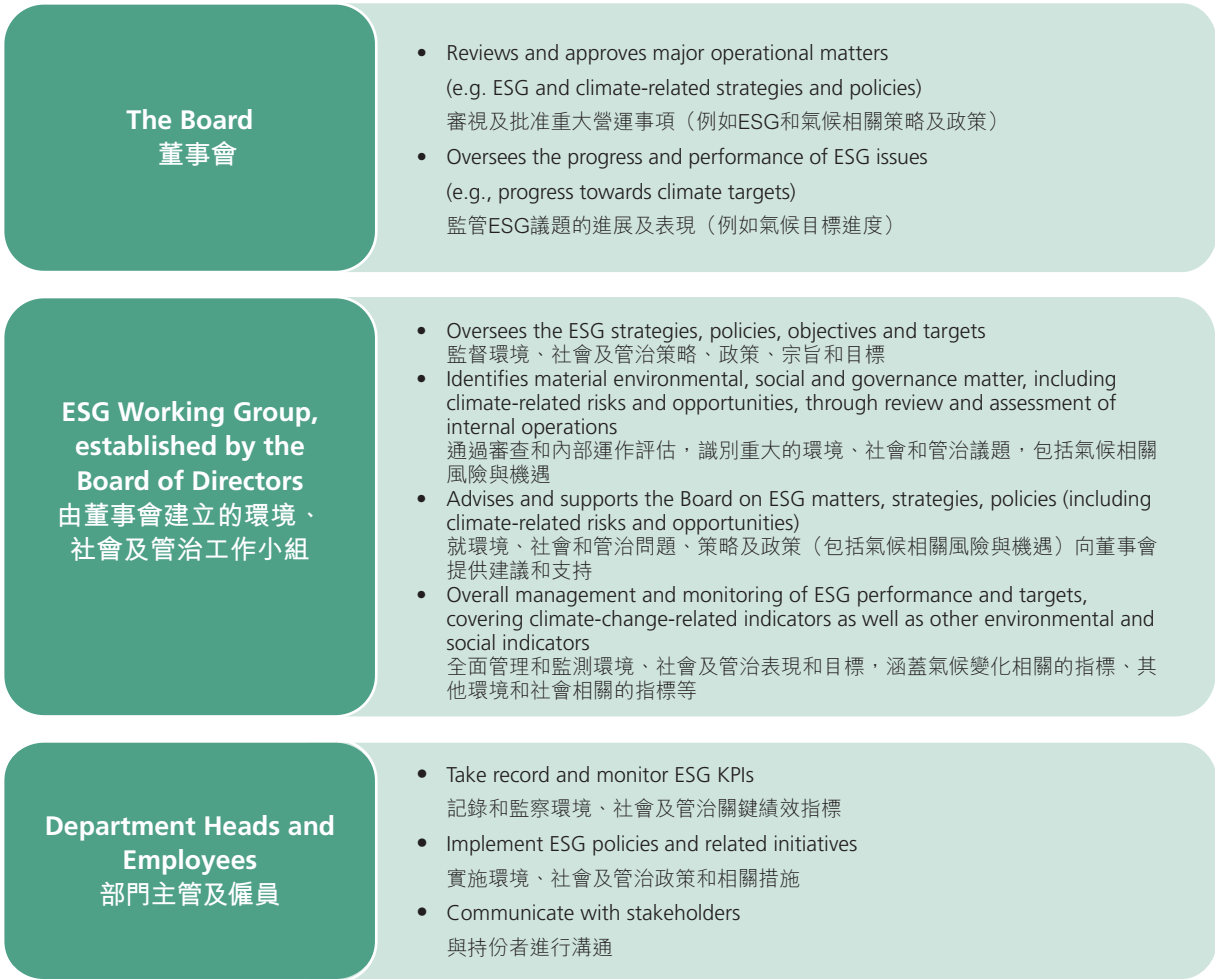 The Board
董事會
• Reviews and approves major operational matters
(e.g. ESG and climate-related strategies and policies)
審視及批准重大營運事項（例如ESG和氣候相關策略及政策）
• Oversees the progress and performance of ESG issues
(e.g., progress towards climate targets)
監管ESG議題的進展及表現（例如氣候目標進度）
ESG Working Group,
established by the
Board of Directors
由董事會建立的環境、
社會及管治工作小組
• Oversees the ESG strategies, policies, objectives and targets
監督環境、社會及管治策略、政策、宗旨和目標
• Identifies material environmental, social and governance matter, including
climate-related risks and opportunities, through review and assessment of
internal operations
通過審查和內部運作評估，識別重大的環境、社會和管治議題，包括氣候相關
風險與機遇
• Advises and supports the Board on ESG matters, strategies, policies (including
climate-related risks and opportunities)
就環境、社會和管治問題、策略及政策（包括氣候相關風險與機遇）向董事會
提供建議和支持
• Overall management and monitoring of ESG performance and targets,
covering climate-change-related indicators as well as other environmental and
social indicators
全面管理和監測環境、社會及管治表現和目標，涵蓋氣候變化相關的指標、其
他環境和社會相關的指標等
Department Heads and
Employees
部門主管及僱員
• Take record and monitor ESG KPIs
記錄和監察環境、社會及管治關鍵績效指標
• Implement ESG policies and related initiatives
實施環境、社會及管治政策和相關措施
• Communicate with stakeholders
與持份者進行溝通